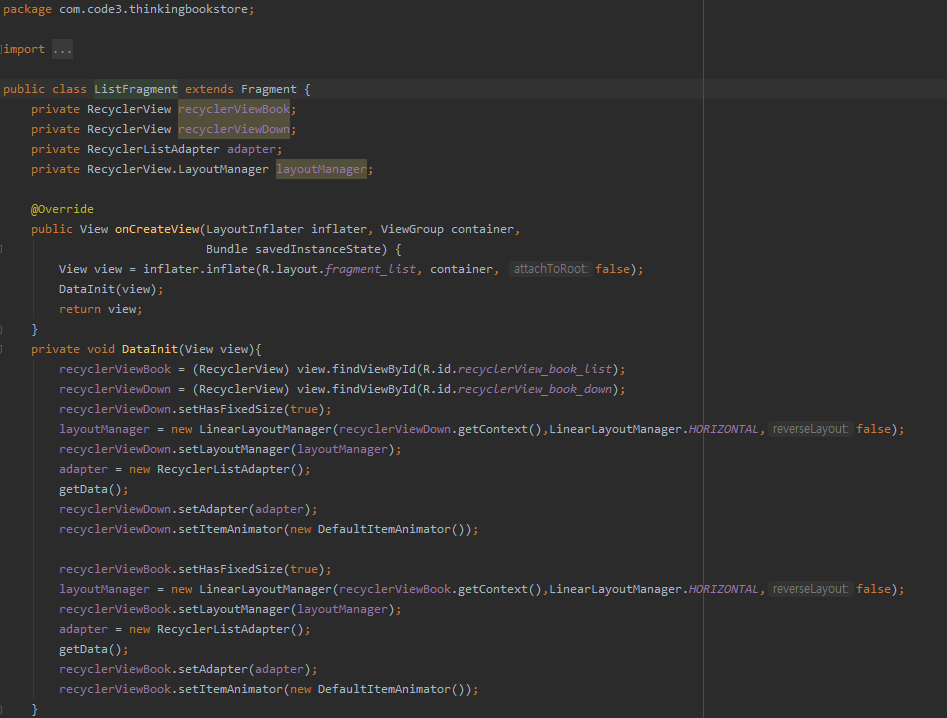 package com.code3.thinkingbookstore;
import ...
public class ListFragment extends Fragment {
private RecyclerView recyclerViewBook;
private RecyclerView recyclerViewDown;
private RecyclerListAdapter adapter;
private RecyclerView.LayoutManager layoutManager;
@Override
public View onCreateView(LayoutInflater inflater, ViewGroup container,
Bundle savedInstanceState) {
View view = inflater.inflate(R.layout.fragment_list, container, attachToRoot: false);
DataInit(view);
return view;
}
private void DataInit(View view){
recyclerViewBook = (RecyclerView) view.findViewById(R.id.recyclerView_book_list);
recyclerViewDown = (RecyclerView) view.findViewById(R.id.recyclerView_book_down);
recyclerViewDown.setHasFixedSize(true);
layoutManager = new LinearLayoutManager(recyclerViewDown.getContext(),LinearLayoutManager.HORIZONTAL, reverseLayout: false);
recyclerViewDown.setLayoutManager(layoutManager);
adapter = new RecyclerListAdapter();
getData();
recyclerViewDown.setAdapter(adapter);
recyclerViewDown.setItemAnimator(new DefaultItemAnimator());
recyclerViewBook.setHasFixedSize(true);
layoutManager = new LinearLayoutManager(recyclerViewBook.getContext(),LinearLayoutManager.HORIZONTAL, reverseLayout: false);
recyclerViewBook.setLayoutManager(layoutManager);
adapter = new RecyclerListAdapter();
getData();
recyclerViewBook.setAdapter(adapter);
recyclerViewBook.setItemAnimator(new DefaultItemAnimator());
}